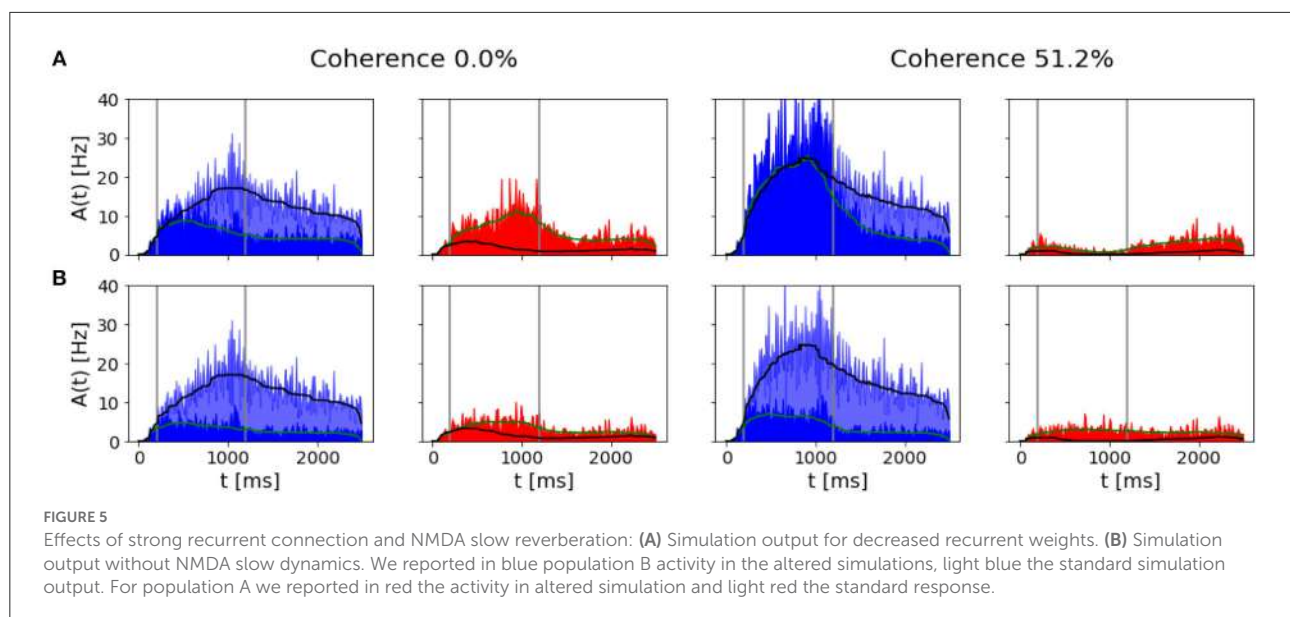 A
Coherence 0.0%
Coherence 51.2%
40
30
20
10
0
A(t) [Hz]
B
40
30
20
10
0
A(t) [Hz]
0 1000 2000 0 1000 2000 0 1000 2000 0 1000 2000
t [ms] t [ms] t [ms] t [ms]
FIGURE 5
Effects of strong recurrent connection and NMDA slow reverberation: (A) Simulation output for decreased recurrent weights. (B) Simulation
output without NMDA slow dynamics. We reported in blue population B activity in the altered simulations, light blue the standard simulation
output. For population A we reported in red the activity in altered simulation and light red the standard response.